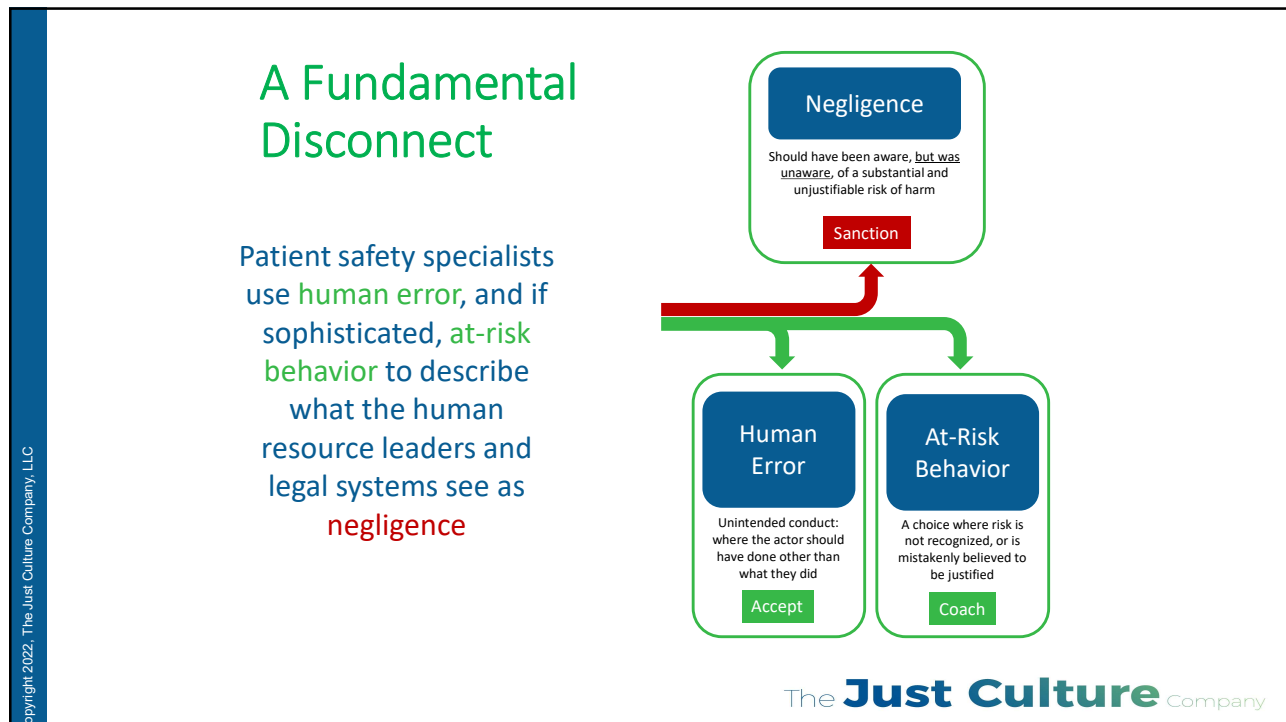 A Fundamental
Disconnect
Patient safety specialists
use human error, and if
sophisticated, at-risk
behavior to describe
what the human
resource leaders and
legal systems see as
negligence
Negligence
Should have been aware, but was
unaware, of a substantial and
unjustifiable risk of harm
Sanction
Human
Error
Unintended conduct:
where the actor should
have done other than
what they did
Accept
At-Risk
Behavior
A choice where risk is
not recognized, or is
mistakenly believed to
be justified
Coach
opyright 2022, The Just Culture Company, LLC
The Just Culture Company